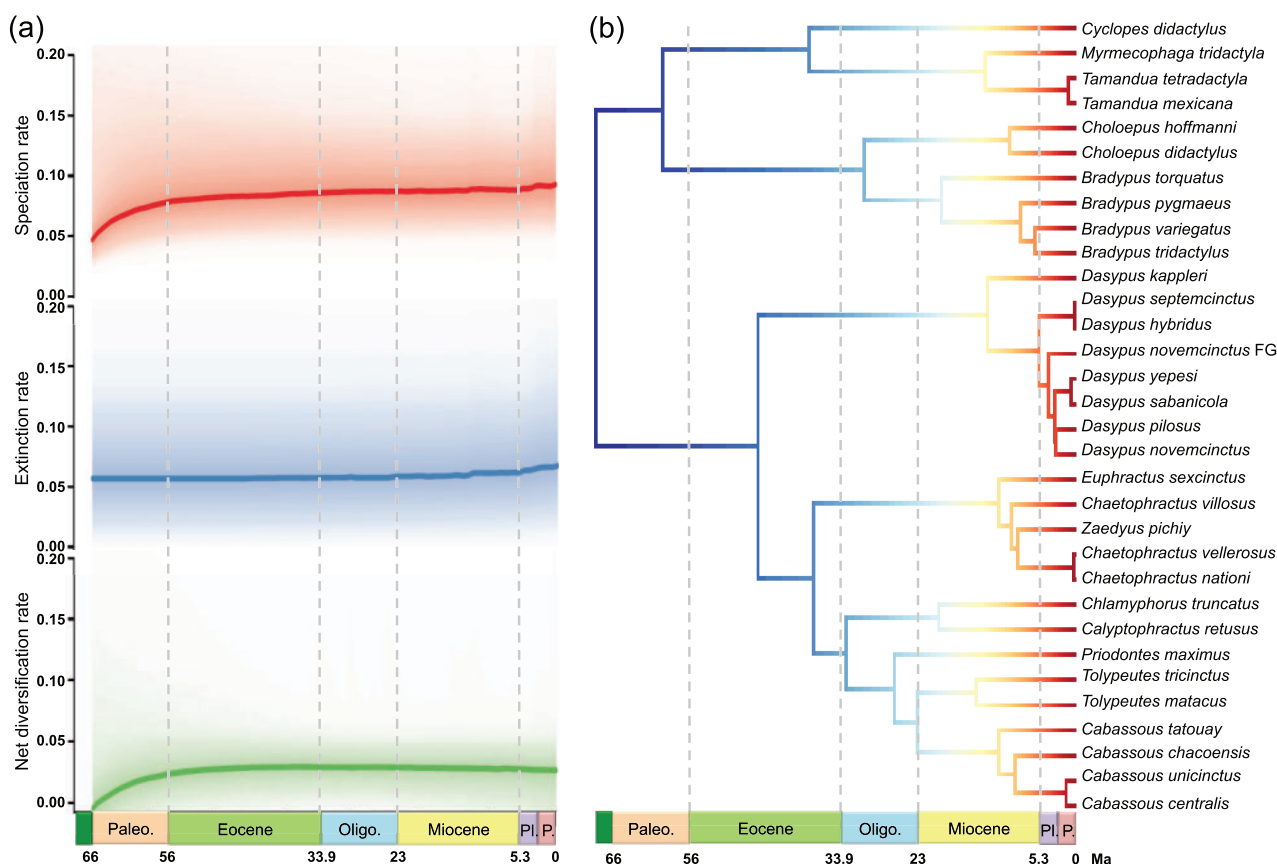 (a)
0.20
0.15
0.10
0.05
0.00
Speciation rate
0.20
0.15
0.10
0.05
0.00
Extinction rate
0.20
0.15
0.10
0.05
0.00
Net diversification rate
Paleo.
Eocene
Oligo.
Miocene
Pl.
P.
66
56
33.9
23
5.3
0
(b)
Cyclopes didactylus
Myrmecophaga tridactyla
Tamandua tetradactyla
Tamandua mexicana
Choloepus hoffmanni
Choloepus didactylus
Bradypus torquatus
Bradypus pygmaeus
Bradypus variegatus
Bradypus tridactylus
Dasypus kappleri
Dasypus septemcinctus
Dasypus hybridus
Dasypus novemcinctus FG
Dasypus yepesi
Dasypus sabanicola
Dasypus pilosus
Dasypus novemcinctus
Euphractus sexcinctus
Chaetophractus villosus
Zaedyus pichiy
Chaetophractus vellerosus
Chaetophractus nationi
Chlamyphorus truncatus
Calyptophractus retusus
Priodontes maximus
Tolypeutes tricinctus
Tolypeutes matacus
Cabassous tatouay
Cabassous chacoensis
Cabassous unicinctus
Cabassous centralis
Paleo.
Eocene
Oligo.
Miocene
Pl.
P.
66
56
33.9
23
5.3
0
Ma